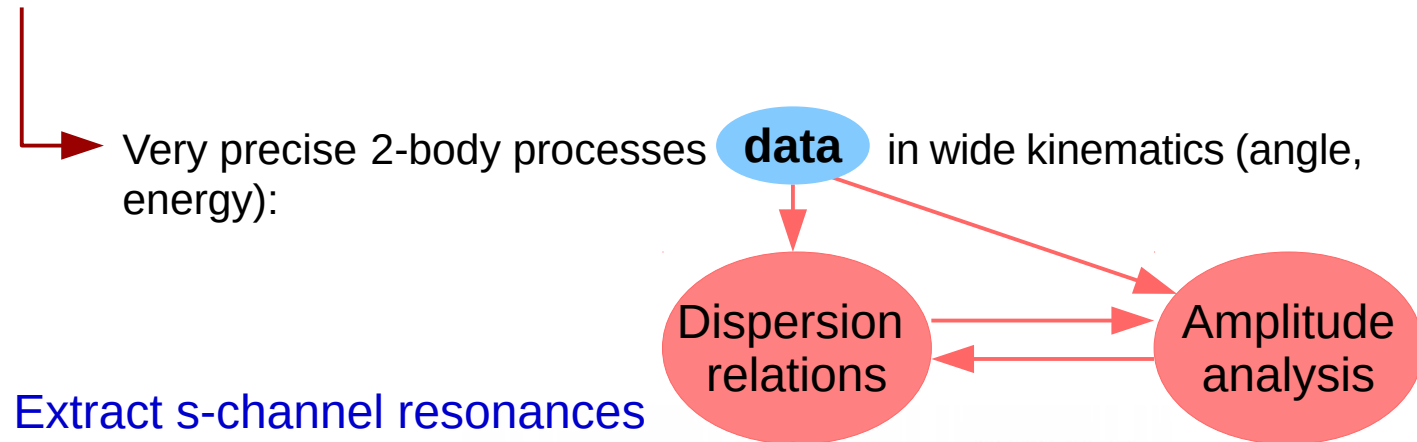 Very precise 2-body processes data in wide kinematics (angle,
energy):
Dispersion
relations
Amplitude
analysis
Extract s-channel resonances